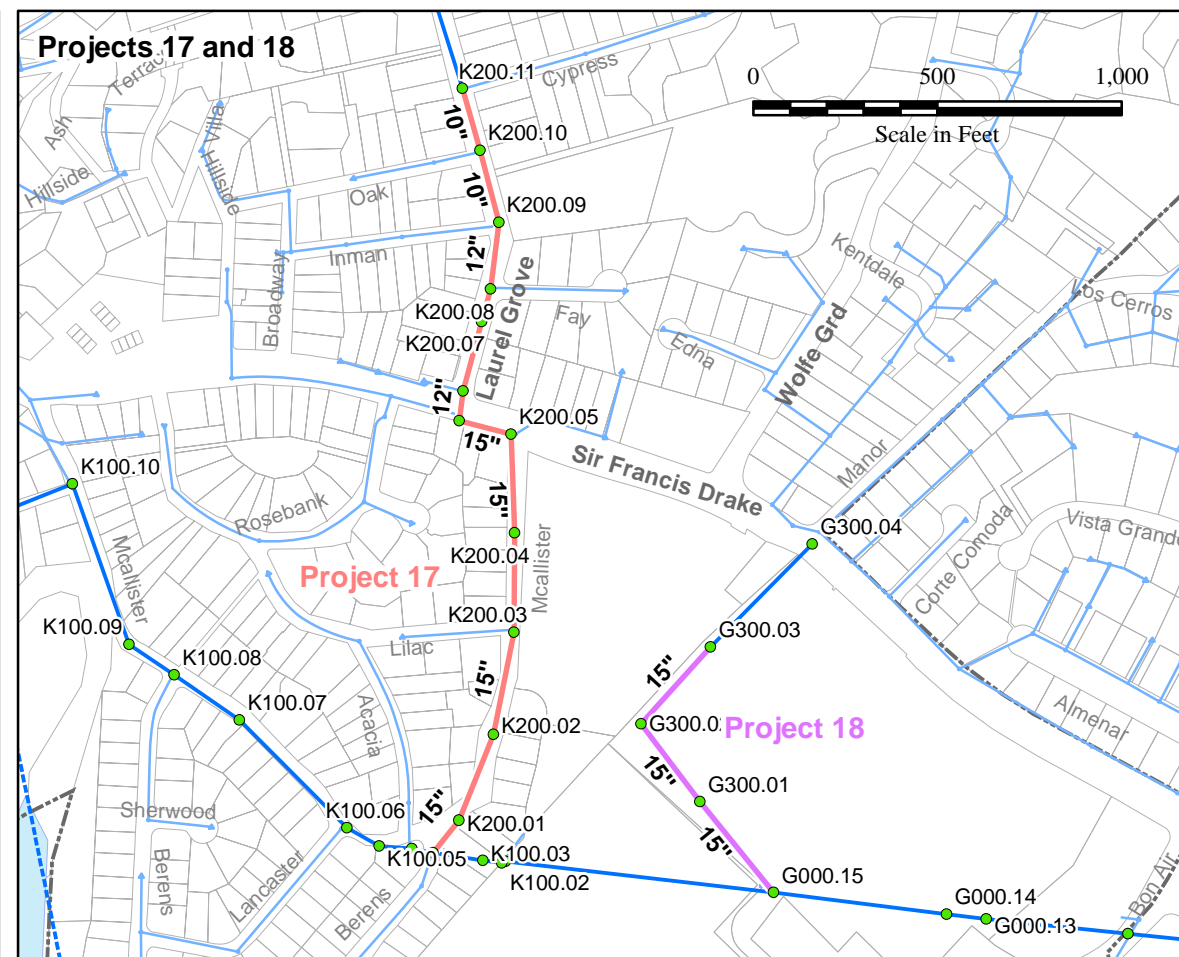 Projects 17 and 18
K200.11
Cypress
0
500
1,000
Scale in Feet
Terrac
Ash
Villa
10"
K200.10
Hillside
Hillside
Oak
10"
K200.09
Inman
12"
Broadway
Laurel Grove
Kentdale
Los Cerros
K200.08
Fay
K200.07
Edna
Wolfe Grd
12"
K200.05
15"
Sir Francis Drake
Manor
K100.10
15"
Rosebank
Mcallister
K200.04
Mcallister
G300.04
Corte Comoda
Vista Grande
Project 17
K200.03
K100.09
Lilac
G300.03
K100.08
15"
15"
K100.07
Acacia
K200.02
G300.0
Project 18
Almenar
15"
15"
G300.01
Sherwood
K100.06
K200.01
15"
K100.05
K100.03
K100.02
Berens
Lancaster
Berens
G000.15
G000.14
G000.13
Bon Air